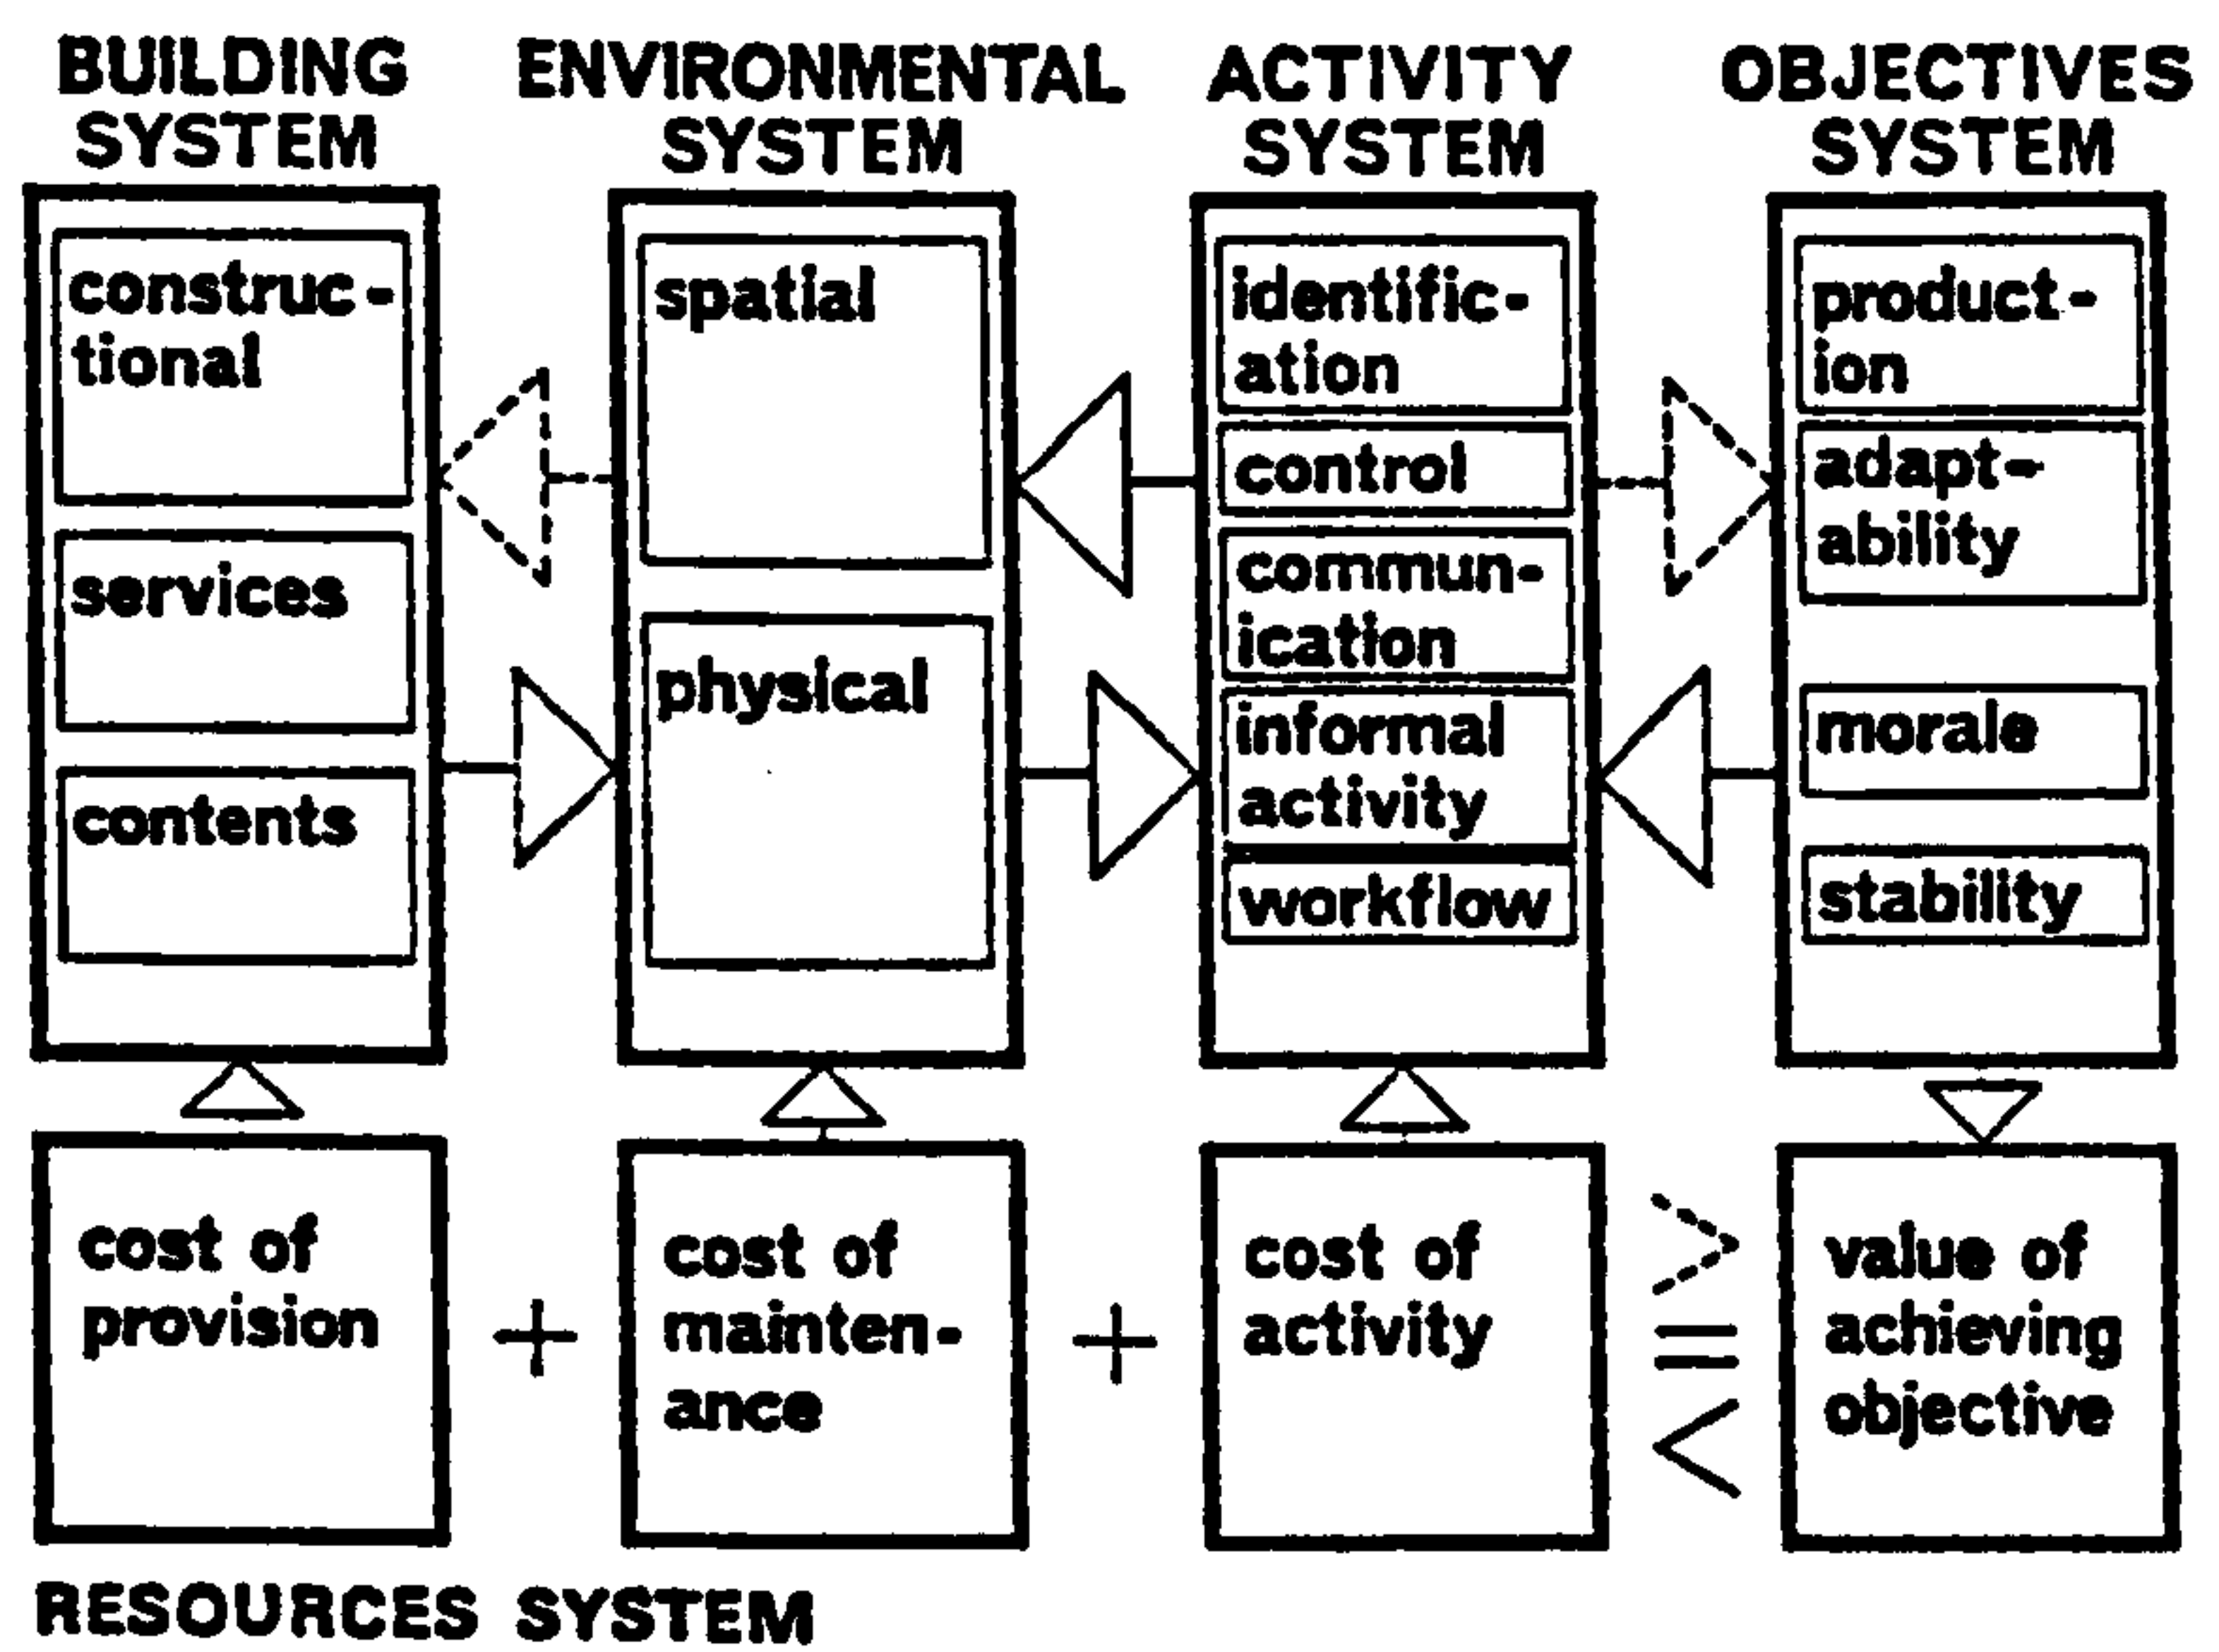 BUILDING
SYSTEM
construc-
tional
services
contents
ENVIRONMENTAL
SYSTEM
spatial
physical
ACTIVITY
SYSTEM
identific-
ation
control
commun-
ication
informal
activity
workflow
OBJECTIVES
SYSTEM
product-
ion
adapt-
ability
morale
stability
cost of
provision
+
cost of
mainten-
ance
+
cost of
activity
>
=
<
value of
achieving
objective
RESOURCES SYSTEM